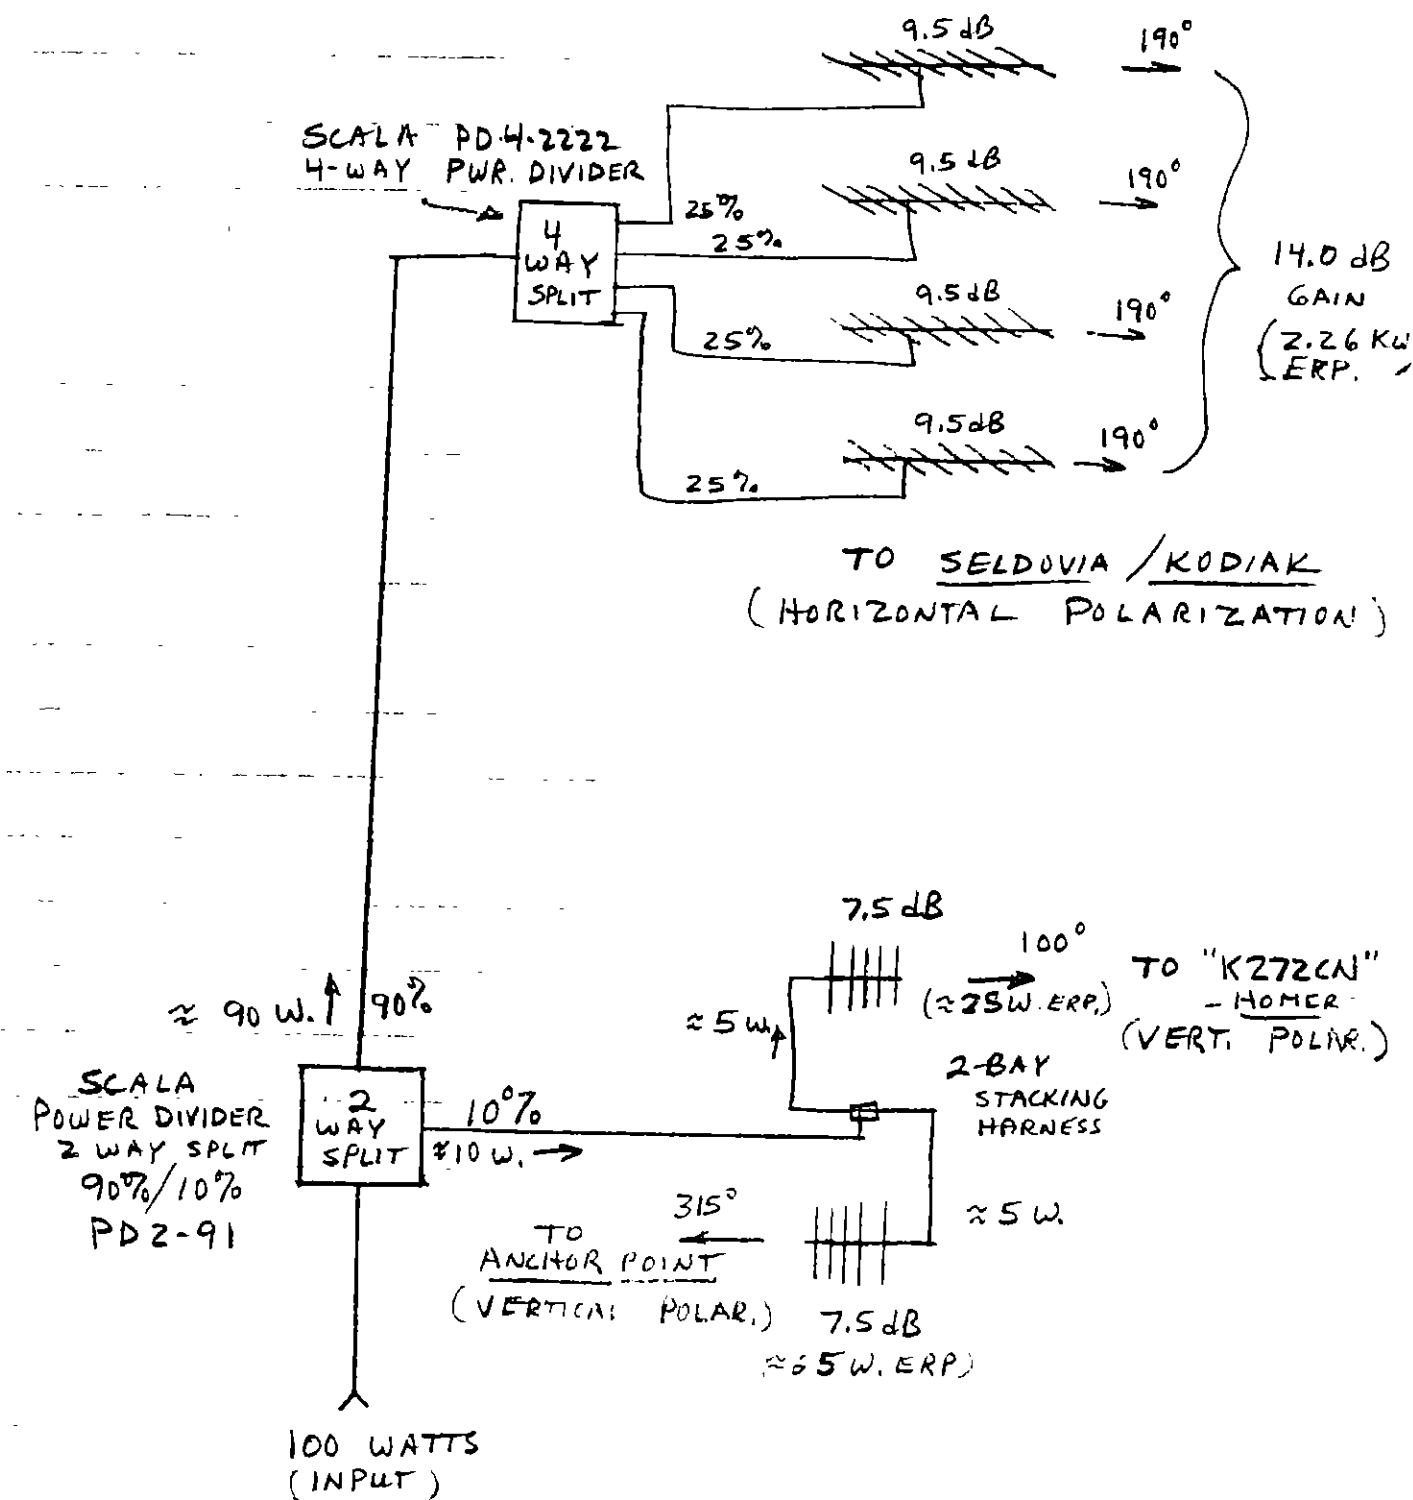 9.5 dB
190°
SCALA PD-4-2222
4-WAY PWR. DIVIDER
9.5 dB
190°
25%
25%
4
WAY
SPLIT
14.0 dB
GAIN
(2.26 KW
ERP.
9.5 dB
190°
25%
9.5 dB
190°
25%
TO SELDOVIA / KODIAK
(HORIZONTAL POLARIZATION)
7.5 dB
100°
TO "K272CN"
- HOMER
(VERT. POLAR.)
(≈25W. ERP.)
≈ 90 W.
90%
≈ 5 W.
2-BAY
STACKING
HARNESS
SCALA
POWER DIVIDER
2 WAY SPLIT
90%/10%
PD2-91
2
WAY
SPLIT
10%
≈10 W.
≈ 5 W.
315°
TO
ANCHOR POINT
(VERTICAL POLAR.)
7.5 dB
W. ERP)
100 WATTS
(INPUT)